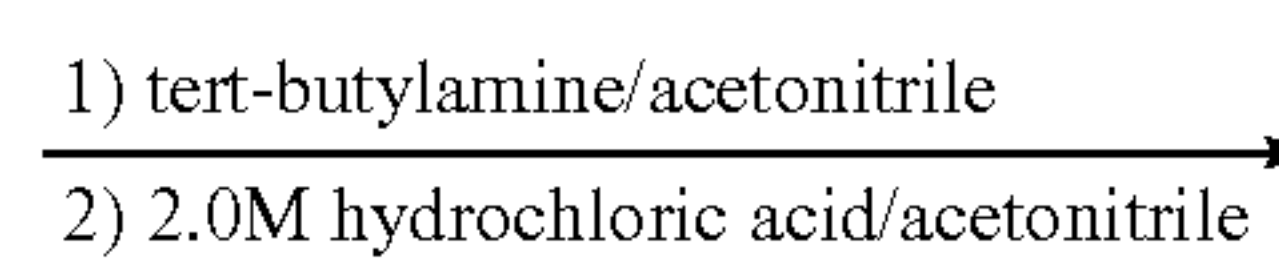 1) tert-butylamine/acetonitrile
2) 2.0M hydrochloric acid/acetonitrile